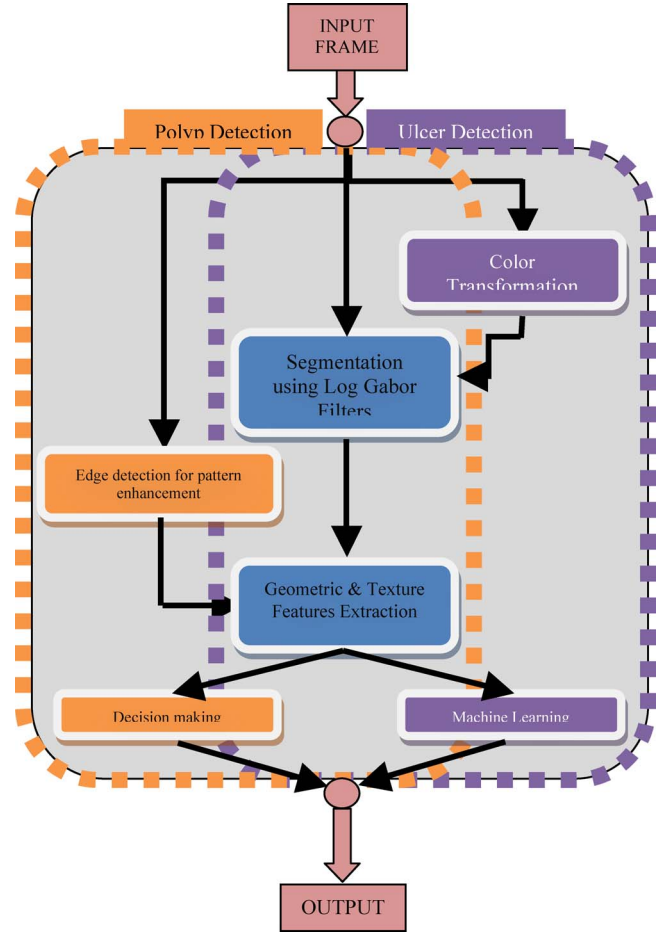 INPUT
FRAME
Polyp Detection
Ulcer Detection
Color
Transformation
Segmentation
using Log Gabor
Filters
Edge detection for pattern
enhancement
Geometric & Texture
Features Extraction
Decision making
Machine Learning
OUTPUT